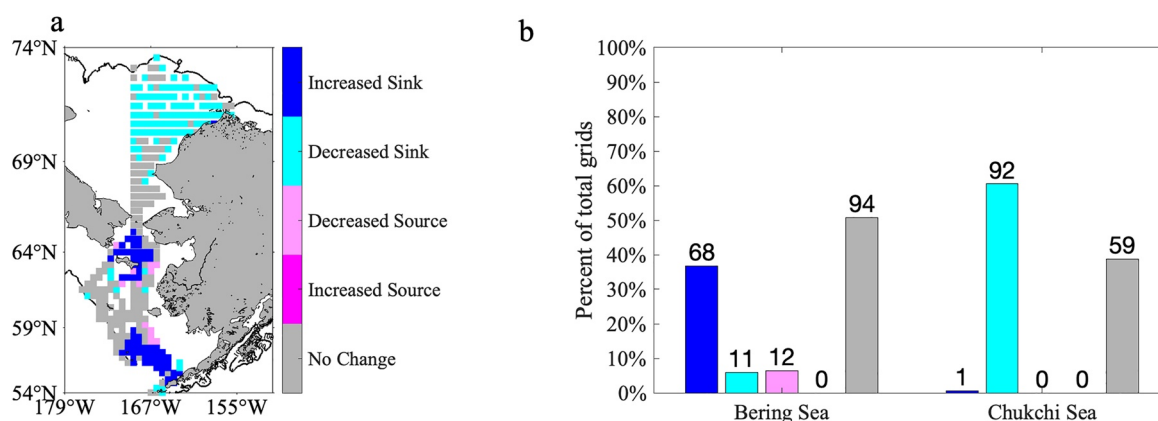 a
74°N
69°N
64°N
59°N
54°N
179°W
167°W
155°W
Increased Sink
Decreased Sink
Decreased Source
Increased Source
No Change
b
Percent of total grids
100%
90%
80%
70%
60%
50%
40%
30%
20%
10%
0%
68
11
12
0
94
1
92
0
0
59
Bering Sea
Chukchi Sea